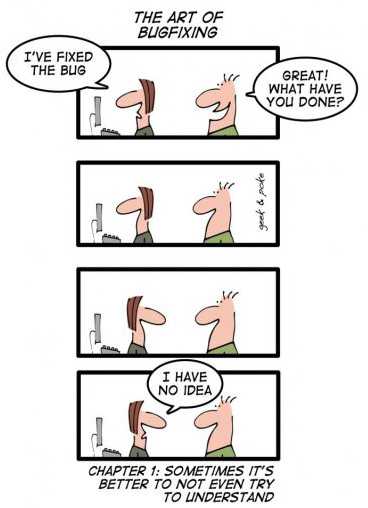 THE ART OF
BUGFIXING
I'VE FIXED
THE BUG
GREAT!
WHAT HAVE
YOU DONE?
geek & poke
I HAVE
NO IDEA
CHAPTER 1: SOMETIMES IT'S
BETTER TO NOT EVEN TRY
TO UNDERSTAND